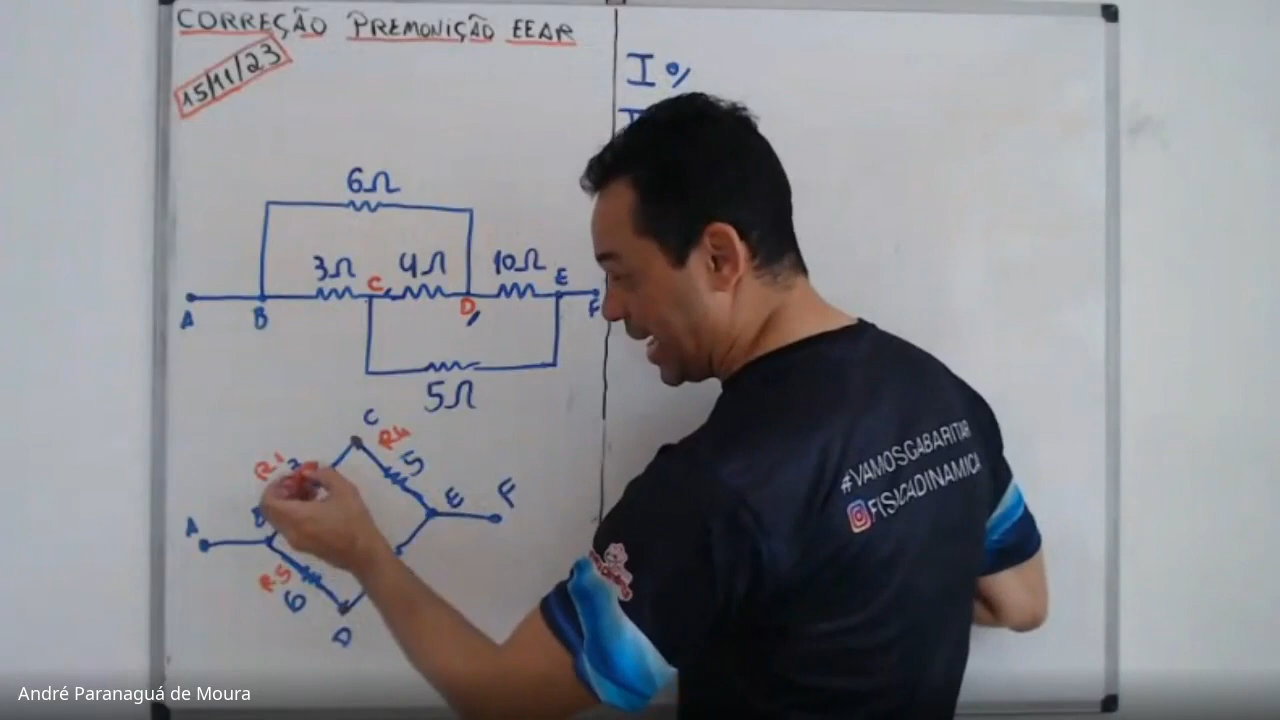 CORREÇÃO PREMONIÇÃO EEAR
15/11/23
I %
6Ω
3Ω C 4Ω 10Ω E
A B D F
5Ω
C
R1 R4
5
E F
A B
R5
6
D
#VAMOSGABARITAR
FISICADINAMICA
André Paranaguá de Moura